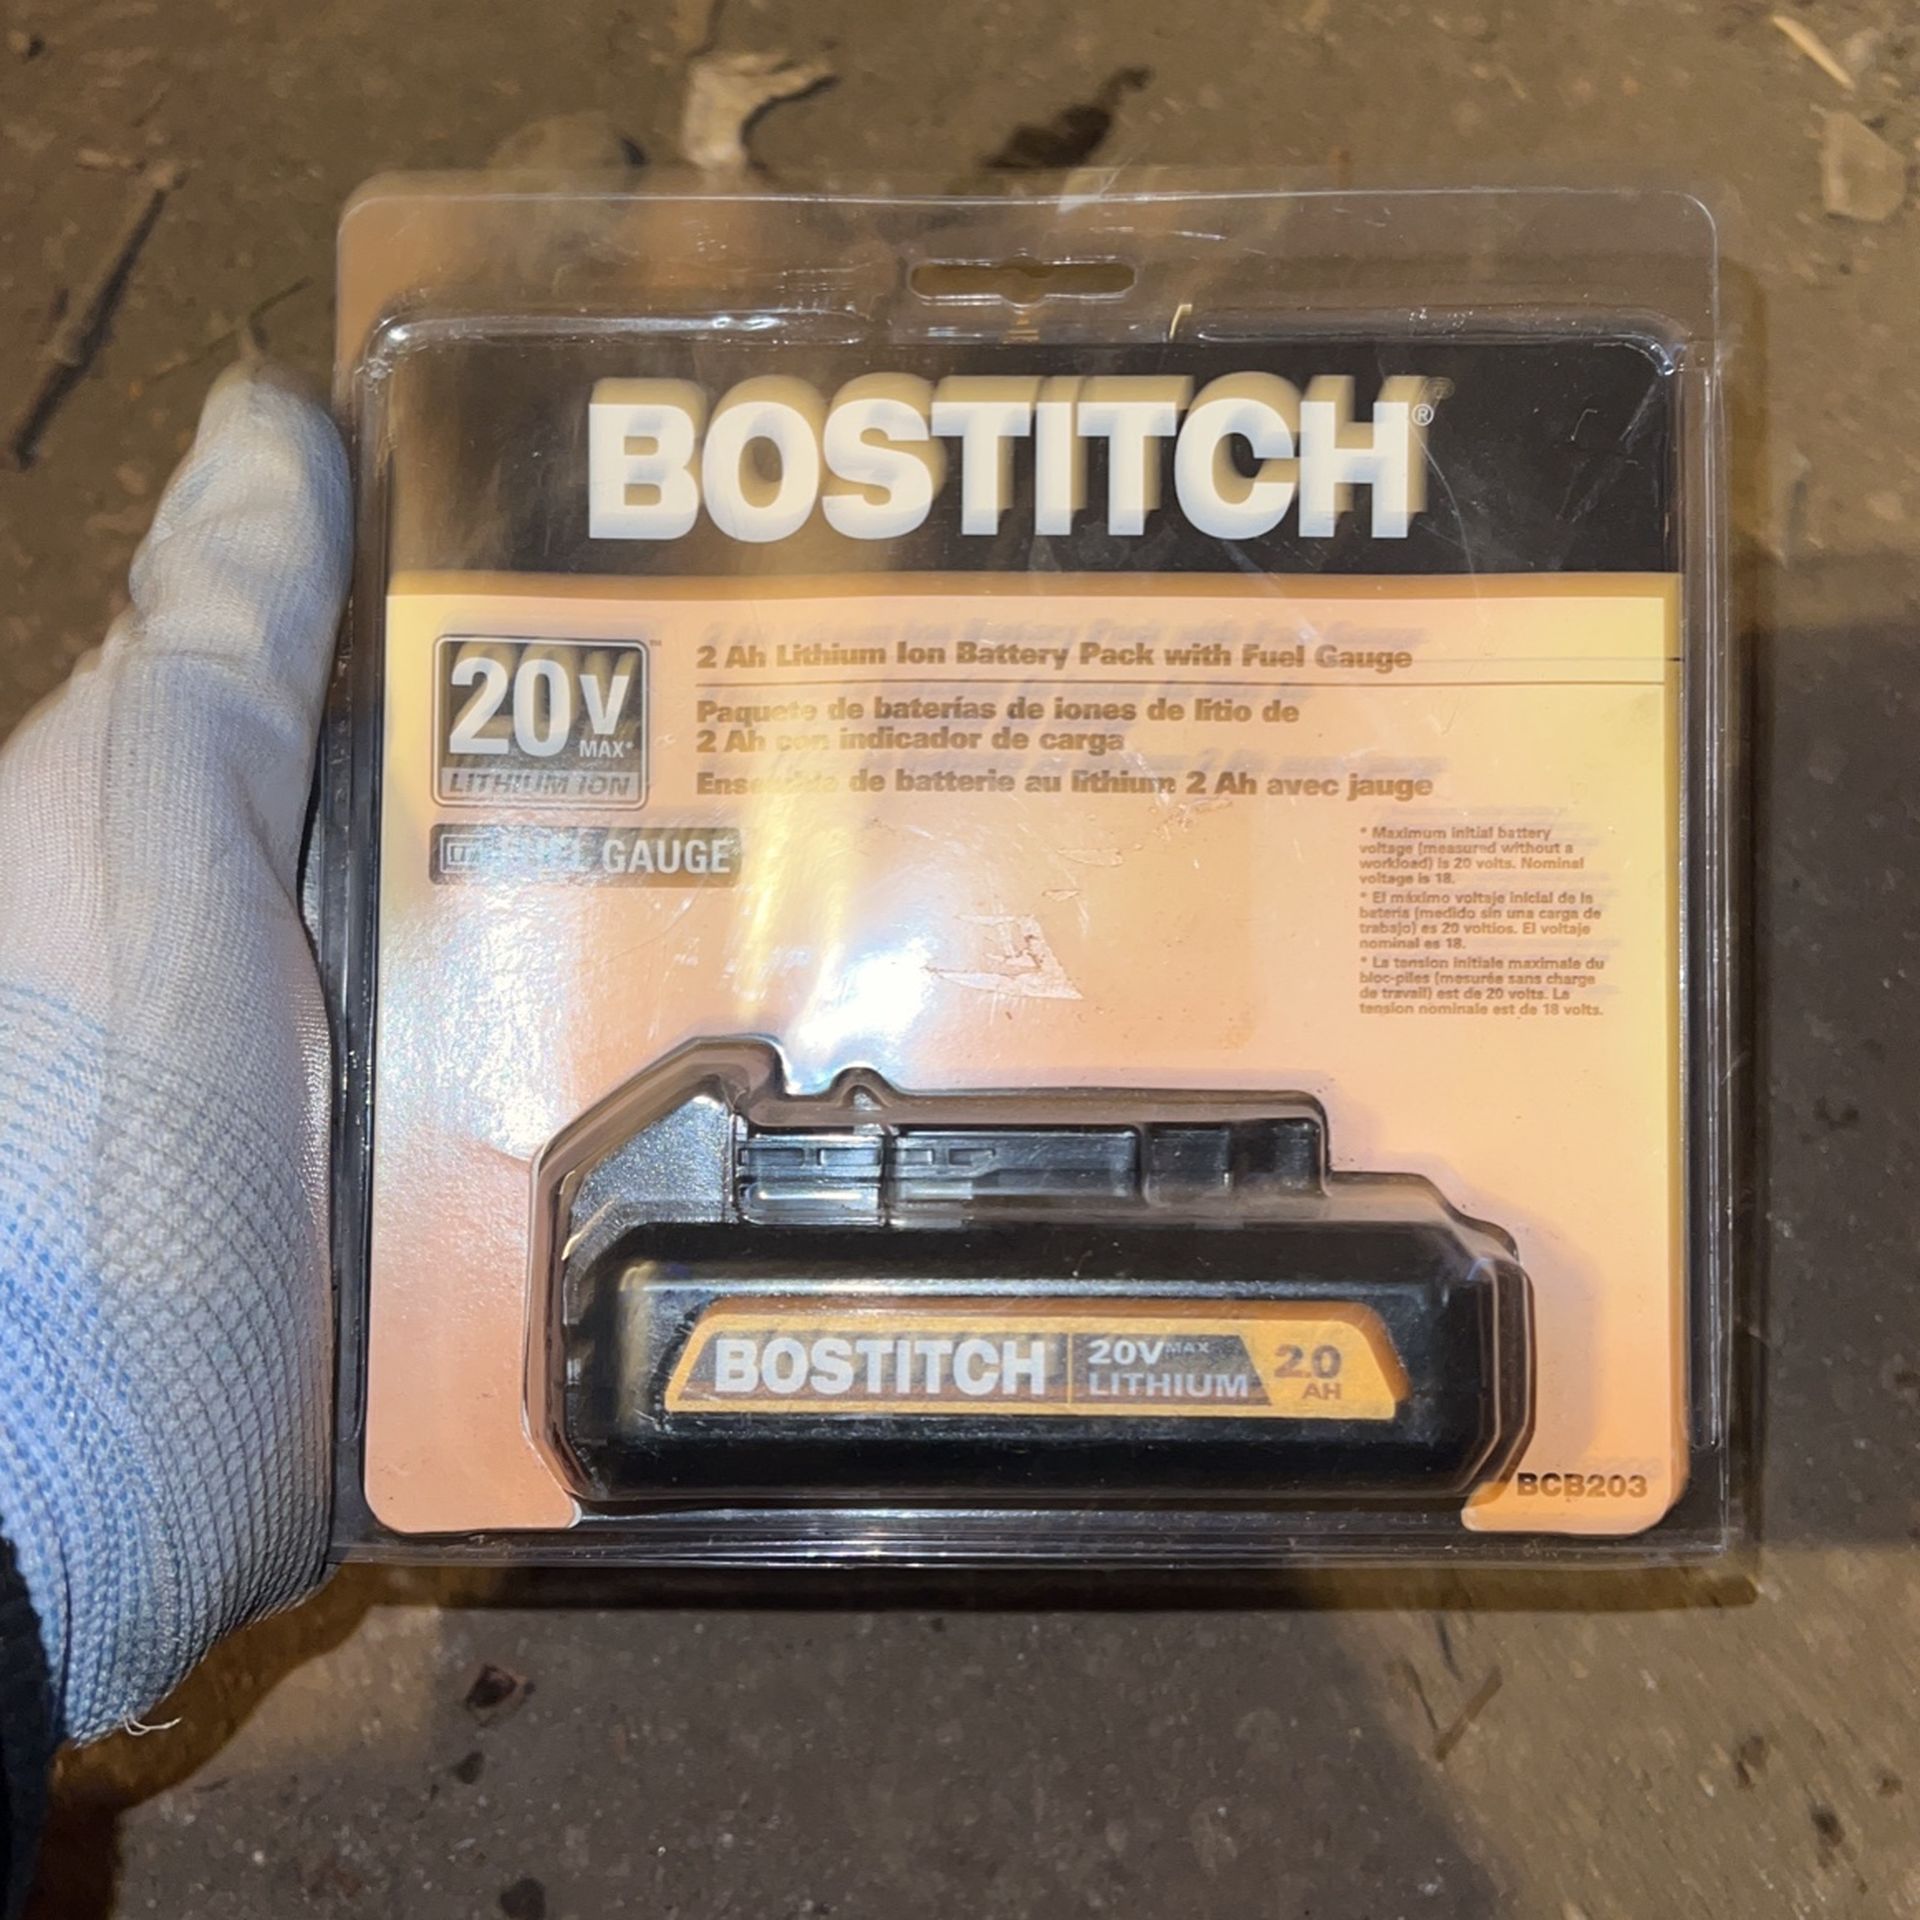 BOSTITCH®
20V MAX*™
LITHIUM ION
FUEL GAUGE
2 Ah Lithium Ion Battery Pack with Fuel Gauge
Paquete de baterías de iones de litio de
2 Ah con indicador de carga
Ensemble de batterie au lithium 2 Ah avec jauge
* Maximum initial battery
voltage (measured without a
workload) is 20 volts. Nominal
voltage is 18.
* El máximo voltaje inicial de la
batería (medido sin una carga de
trabajo) es 20 voltios. El voltaje
nominal es 18.
* La tension initiale maximale du
bloc-piles (mesurée sans charge
de travail) est de 20 volts. La
tension nominale est de 18 volts.
BOSTITCH
20V MAX
LITHIUM
2.0
AH
BCB203